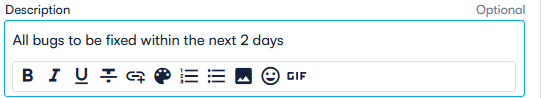 Description
Optional
All bugs to be fixed within the next 2 days
B I U S GIF